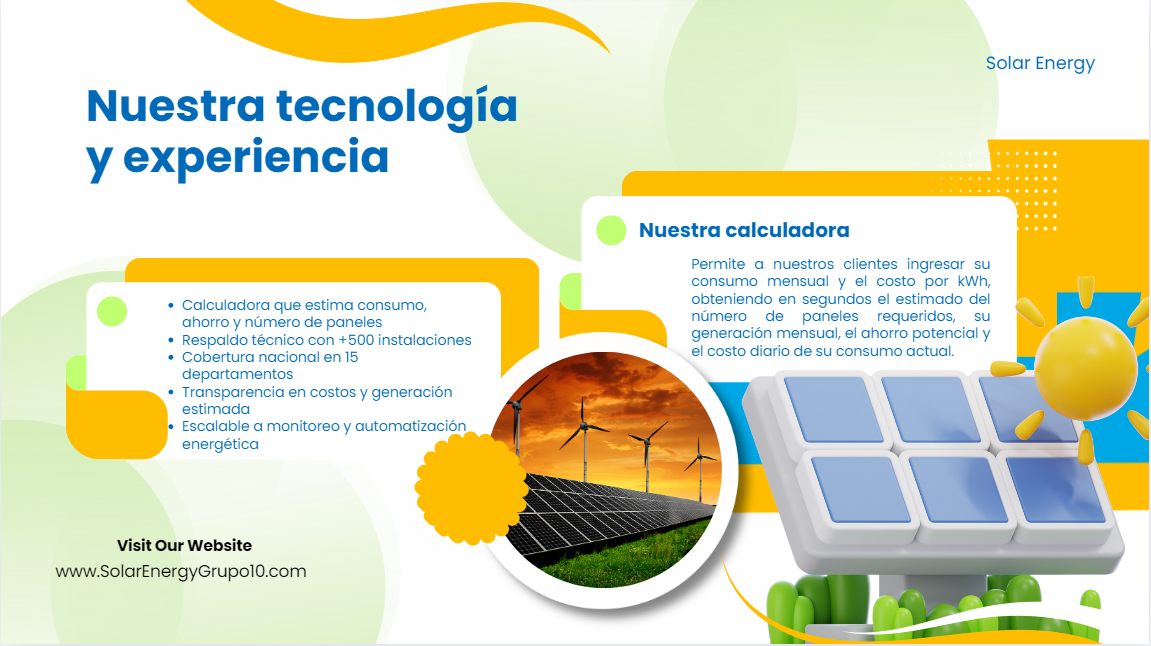 Solar Energy
Nuestra tecnología
y experiencia
• Calculadora que estima consumo,
ahorro y número de paneles
• Respaldo técnico con +500 instalaciones
• Cobertura nacional en 15
departamentos
• Transparencia en costos y generación
estimada
• Escalable a monitoreo y automatización
energética
Nuestra calculadora
Permite a nuestros clientes ingresar su
consumo mensual y el costo por kWh,
obteniendo en segundos el estimado del
número de paneles requeridos, su
generación mensual, el ahorro potencial y
el costo diario de su consumo actual.
Visit Our Website
www.SolarEnergyGrupo10.com